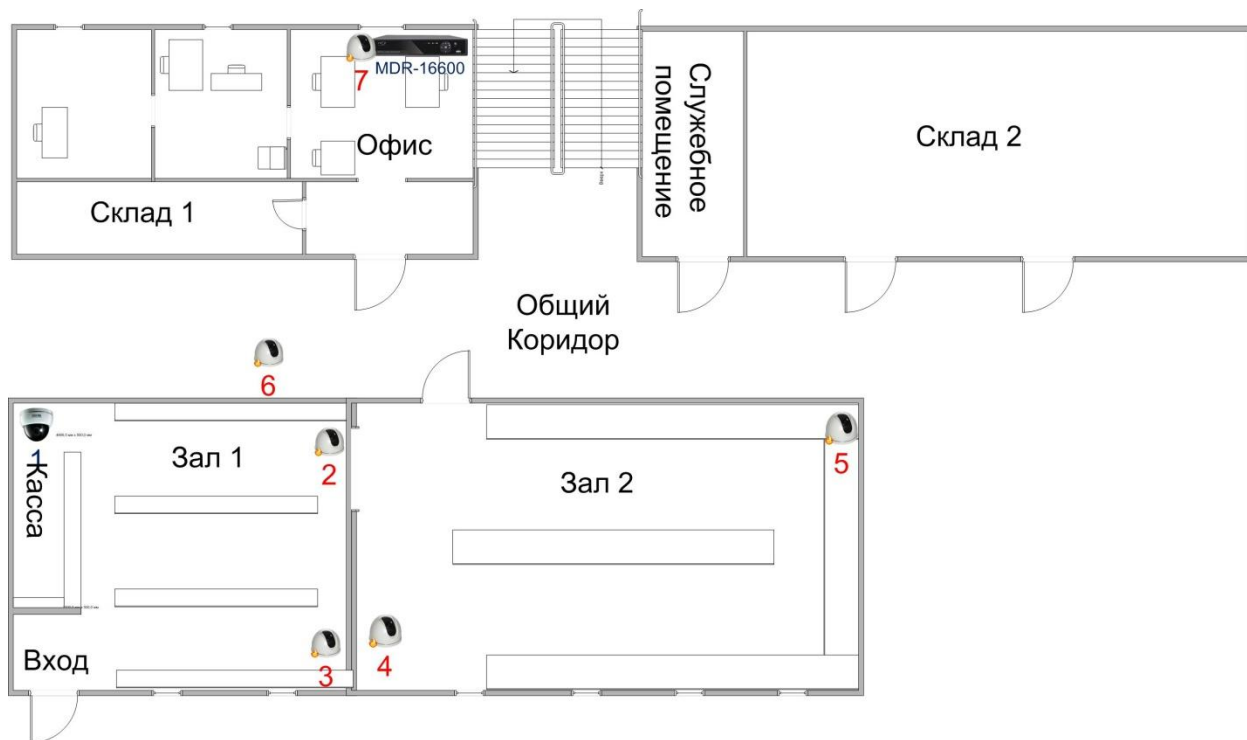 7
MDR-16600
Офис
Служебное
помещение
Склад 2
Склад 1
Общий
Коридор
6
1
Касса
Зал 1
2
Зал 2
5
Вход
3
4